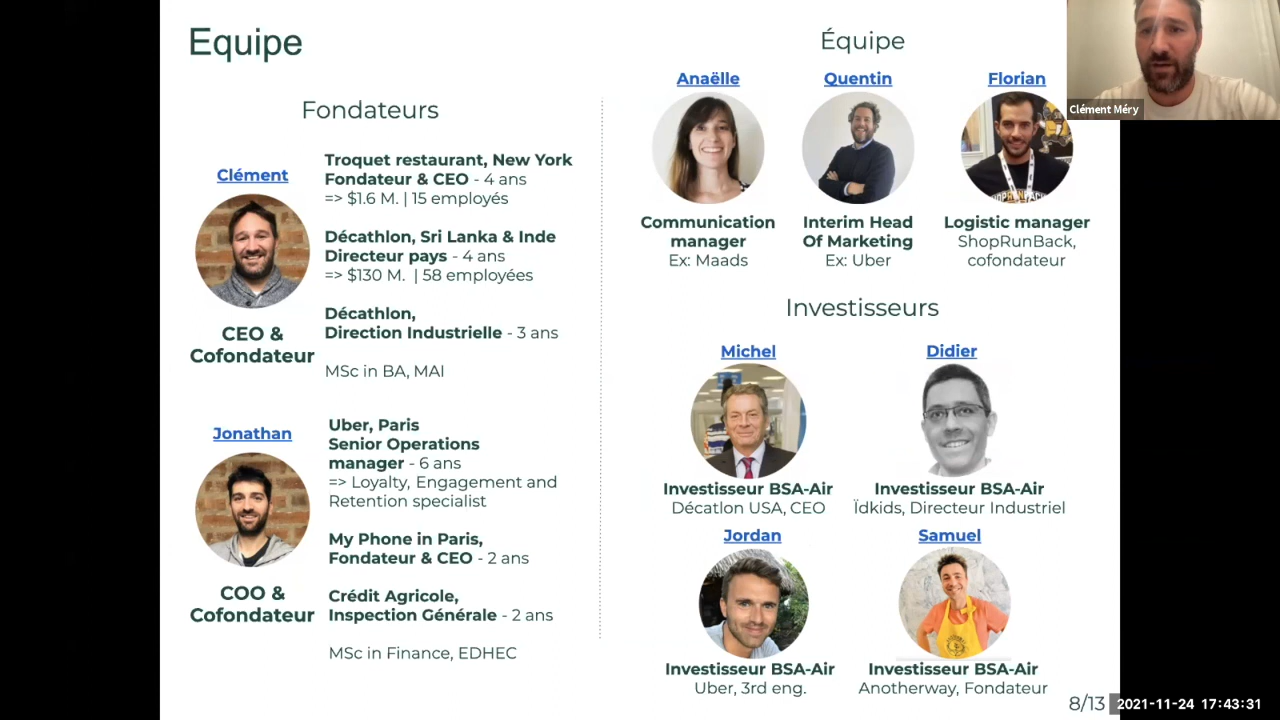 Equipe
Fondateurs
Clément
CEO &
Cofondateur
Troquet restaurant, New York
Fondateur & CEO - 4 ans
=> $1.6 M. | 15 employés
Décathlon, Sri Lanka & Inde
Directeur pays - 4 ans
=> $130 M. | 58 employées
Décathlon,
Direction Industrielle - 3 ans
MSc in BA, MAI
Jonathan
COO &
Cofondateur
Uber, Paris
Senior Operations
manager - 6 ans
=> Loyalty, Engagement and
Retention specialist
My Phone in Paris,
Fondateur & CEO - 2 ans
Crédit Agricole,
Inspection Générale - 2 ans
MSc in Finance, EDHEC
Équipe
Anaëlle
Communication
manager
Ex: Maads
Quentin
Interim Head
Of Marketing
Ex: Uber
Florian
Logistic manager
ShopRunBack,
cofondateur
Investisseurs
Michel
Investisseur BSA-Air
Décatlon USA, CEO
Didier
Investisseur BSA-Air
Ïdkids, Directeur Industriel
Jordan
Investisseur BSA-Air
Uber, 3rd eng.
Samuel
Investisseur BSA-Air
Anotherway, Fondateur
Clément Méry
8/13
2021-11-24 17:43:31